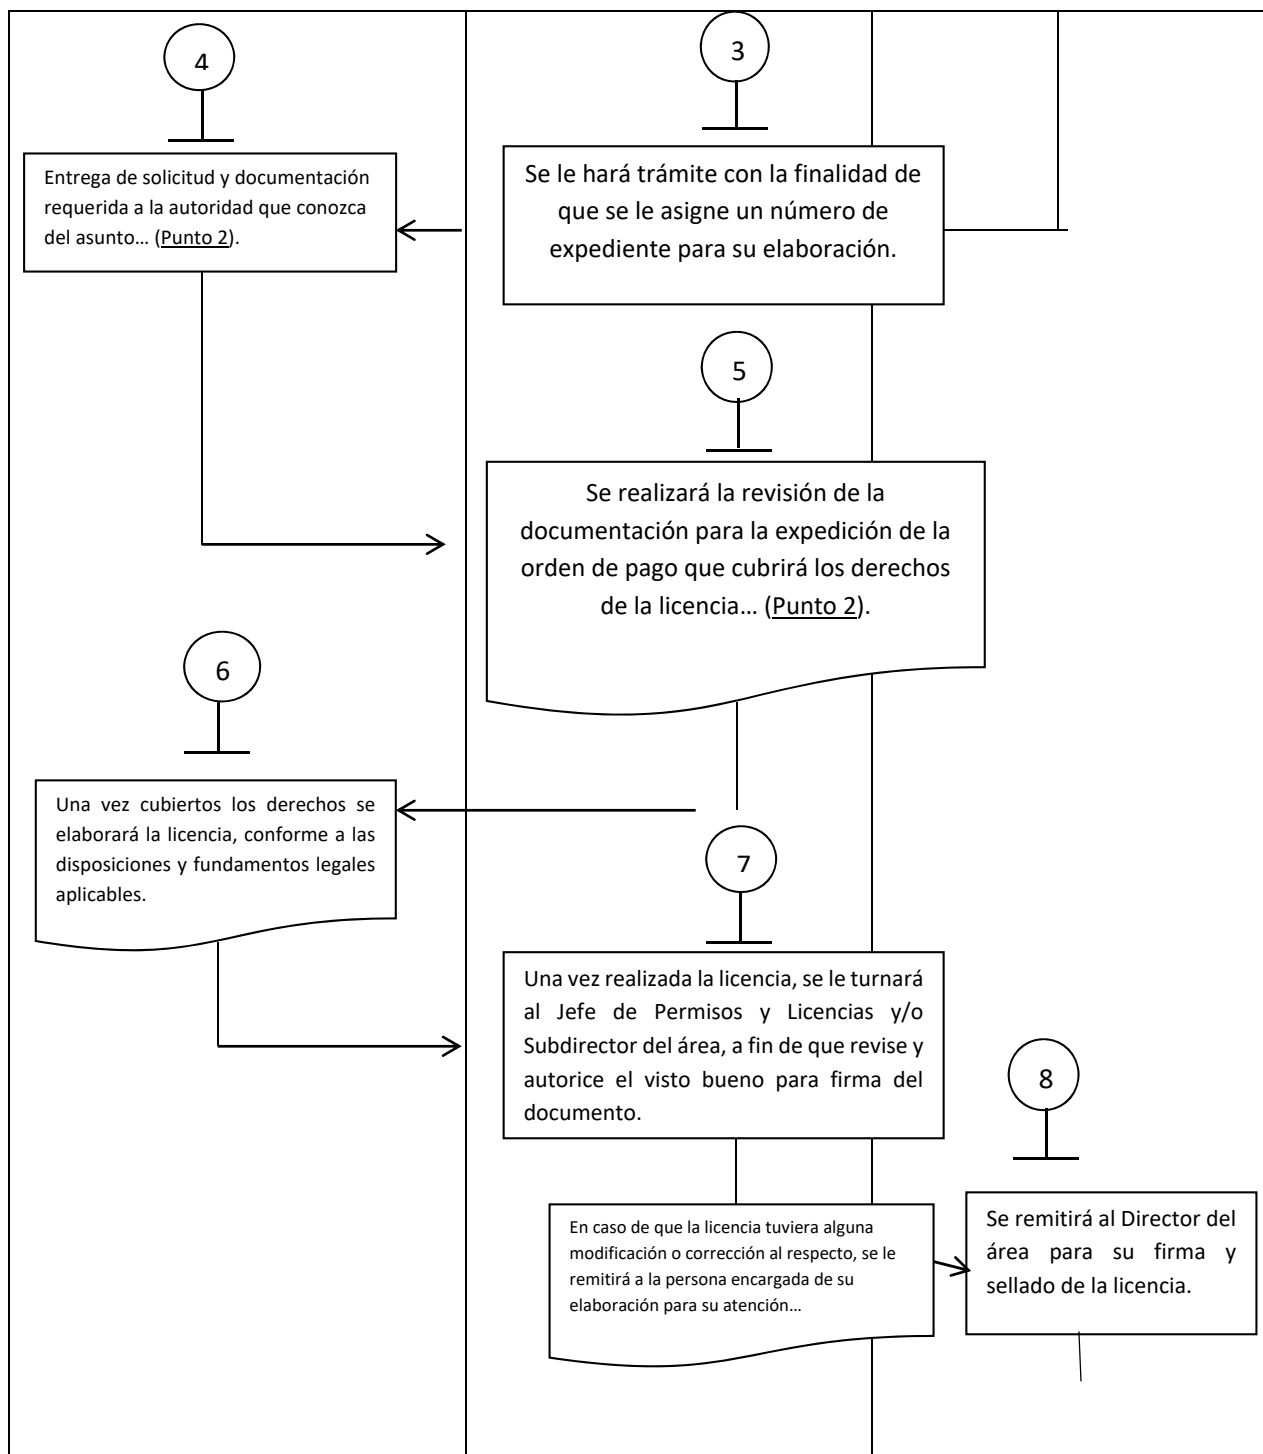 4
3
Entrega de solicitud y documentación
requerida a la autoridad que conozca
del asunto... (Punto 2).
Se le hará trámite con la finalidad de
que se le asigne un número de
expediente para su elaboración.
5
Se realizará la revisión de la
documentación para la expedición de la
orden de pago que cubrirá los derechos
de la licencia... (Punto 2).
6
Una vez cubiertos los derechos se
elaborará la licencia, conforme a las
disposiciones y fundamentos legales
aplicables.
7
Una vez realizada la licencia, se le turnará
al Jefe de Permisos y Licencias y/o
Subdirector del área, a fin de que revise y
autorice el visto bueno para firma del
documento.
8
En caso de que la licencia tuviera alguna
modificación o corrección al respecto, se le
remitirá a la persona encargada de su
elaboración para su atención...
Se remitirá al Director del
área para su firma y
sellado de la licencia.